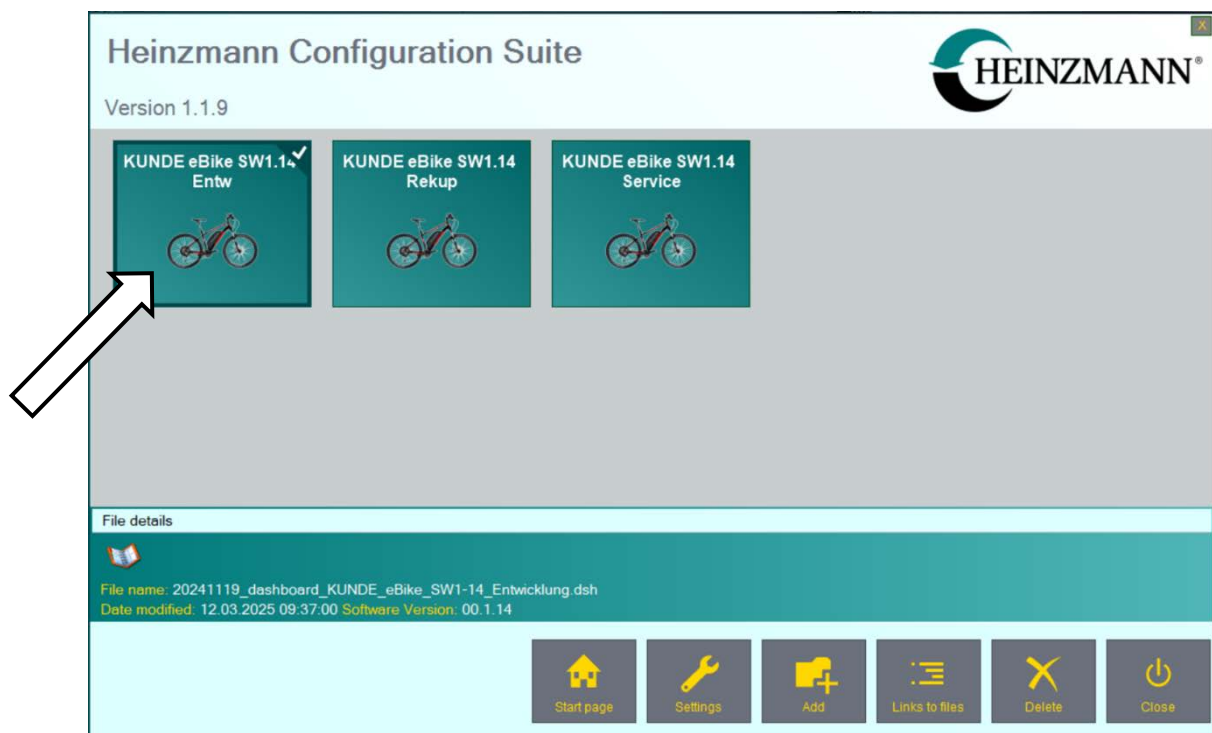 Heinzmann Configuration Suite
HEINZMANN®
Version 1.1.9
X
KUNDE eBike SW1.14
Entw
KUNDE eBike SW1.14
Rekup
KUNDE eBike SW1.14
Service
File details
File name: 20241119_dashboard_KUNDE_eBike_SW1-14_Entwicklung.dsh
Date modified: 12.03.2025 09:37:00 Software Version: 00.1.14
Start page
Settings
Add
Links to files
Delete
Close